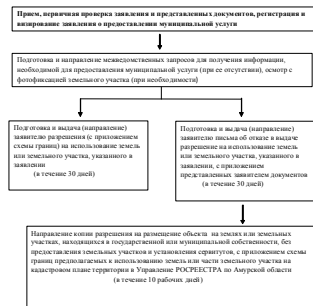 Прием, первичная проверка заявления и представленных документов, регистрация и
визирование заявления о предоставлении муниципальной услуги
Подготовка и направление межведомственных запросов для получения информации,
необходимой для предоставления муниципальной услуги (при ее отсутствии), осмотр с
фотофиксацией земельного участка (при необходимости)
Подготовка и выдача (направление)
заявителю разрешения (с приложением
схемы границ) на использование земель
или земельного участка, указанного в
заявлении
(в течение 30 дней)
Подготовка и выдача (направление)
заявителю письма об отказе в выдаче
разрешение на использование земель
или земельного участка, указанного в
заявлении, с приложением
представленных заявителем документов
(в течение 30 дней)
Направление копии разрешения на размещение объекта на землях или земельных
участках, находящихся в государственной или муниципальной собственности, без
предоставления земельных участков и установления сервитутов, с приложением схемы
границ предполагаемых к использованию земель или части земельного участка на
кадастровом плане территории в Управление РОСРЕЕСТРА по Амурской области
(в течение 10 рабочих дней)